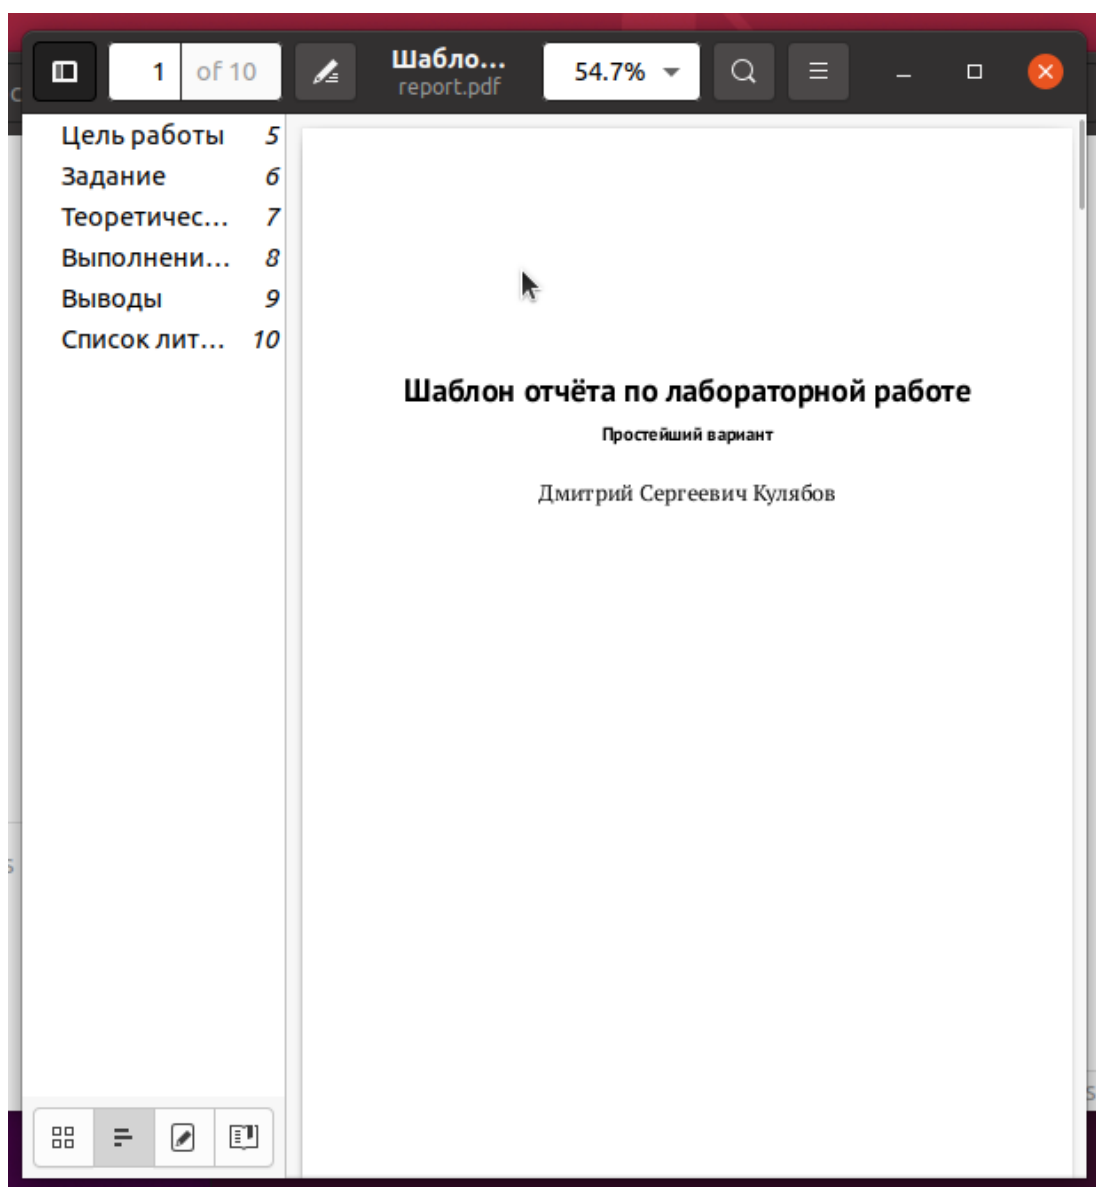 1 of 10
Шабло...
report.pdf
54.7%
Цель работы 5
Задание 6
Теоретичес... 7
Выполнени... 8
Выводы 9
Список лит... 10
Шаблон отчёта по лабораторной работе
Простейший вариант
Дмитрий Сергеевич Кулябов